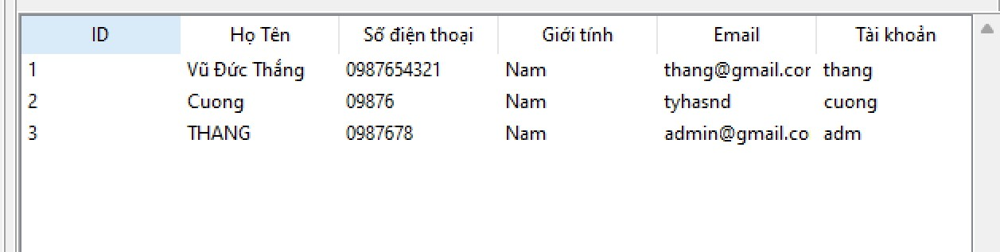 ID Họ Tên Số điện thoại Giới tính Email Tài khoản
1 Vũ Đức Thắng 0987654321 Nam thang@gmail.cor thang
2 Cuong 09876 Nam tyhasnd cuong
3 THANG 0987678 Nam admin@gmail.co adm